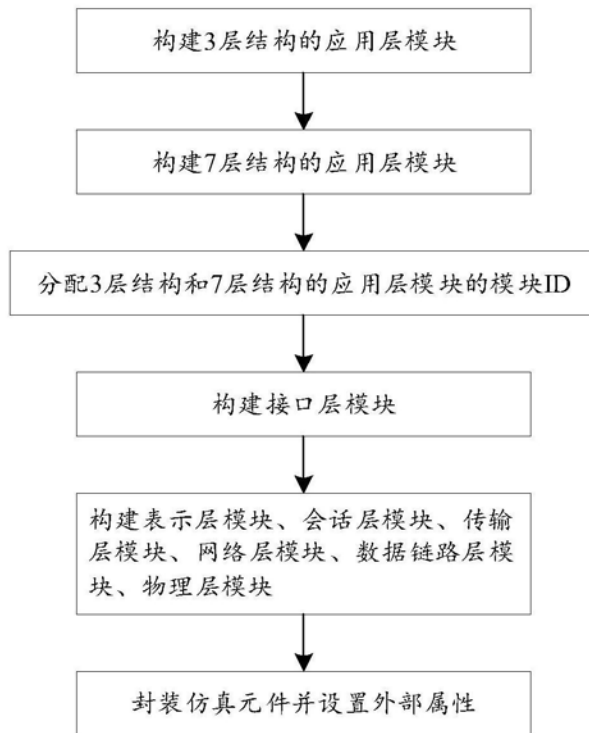 构建3层结构的应用层模块
构建7层结构的应用层模块
分配3层结构和7层结构的应用层模块的模块ID
构建接口层模块
构建表示层模块、会话层模块、传输
层模块、网络层模块、数据链路层模
块、物理层模块
封装仿真元件并设置外部属性